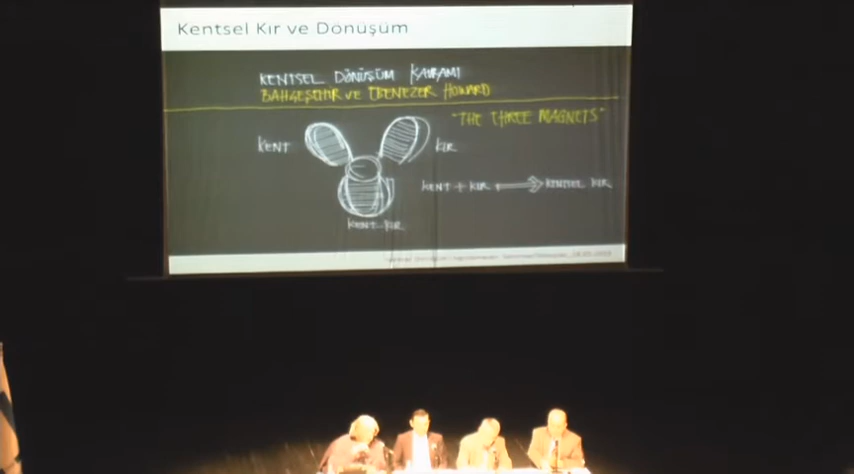 Kentsel Kır ve Dönüşüm
KENTSEL DÖNÜŞÜM KAVRAMI
BAHÇEŞEHİR VE EBENEZER HOWARD
"THE THREE MAGNETS"
KENT
KIR
KENT + KIR KENTSEL KIR
KENT-KIR